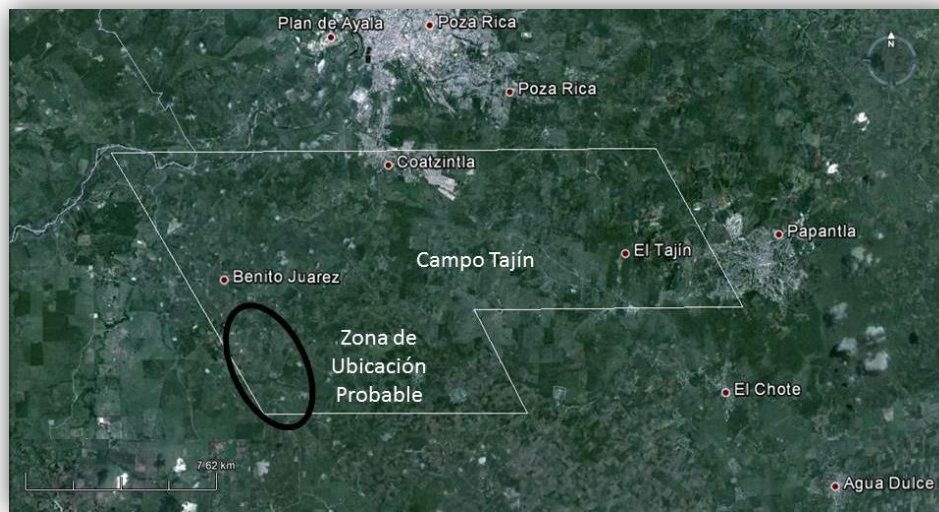 Plan de Ayala
Poza Rica
N
Poza Rica
Coatzintla
Papantla
El Tajín
Campo Tajín
Benito Juarez
Zona de
Ubicación
Probable
El Chote
7.62 km
Agua Dulce